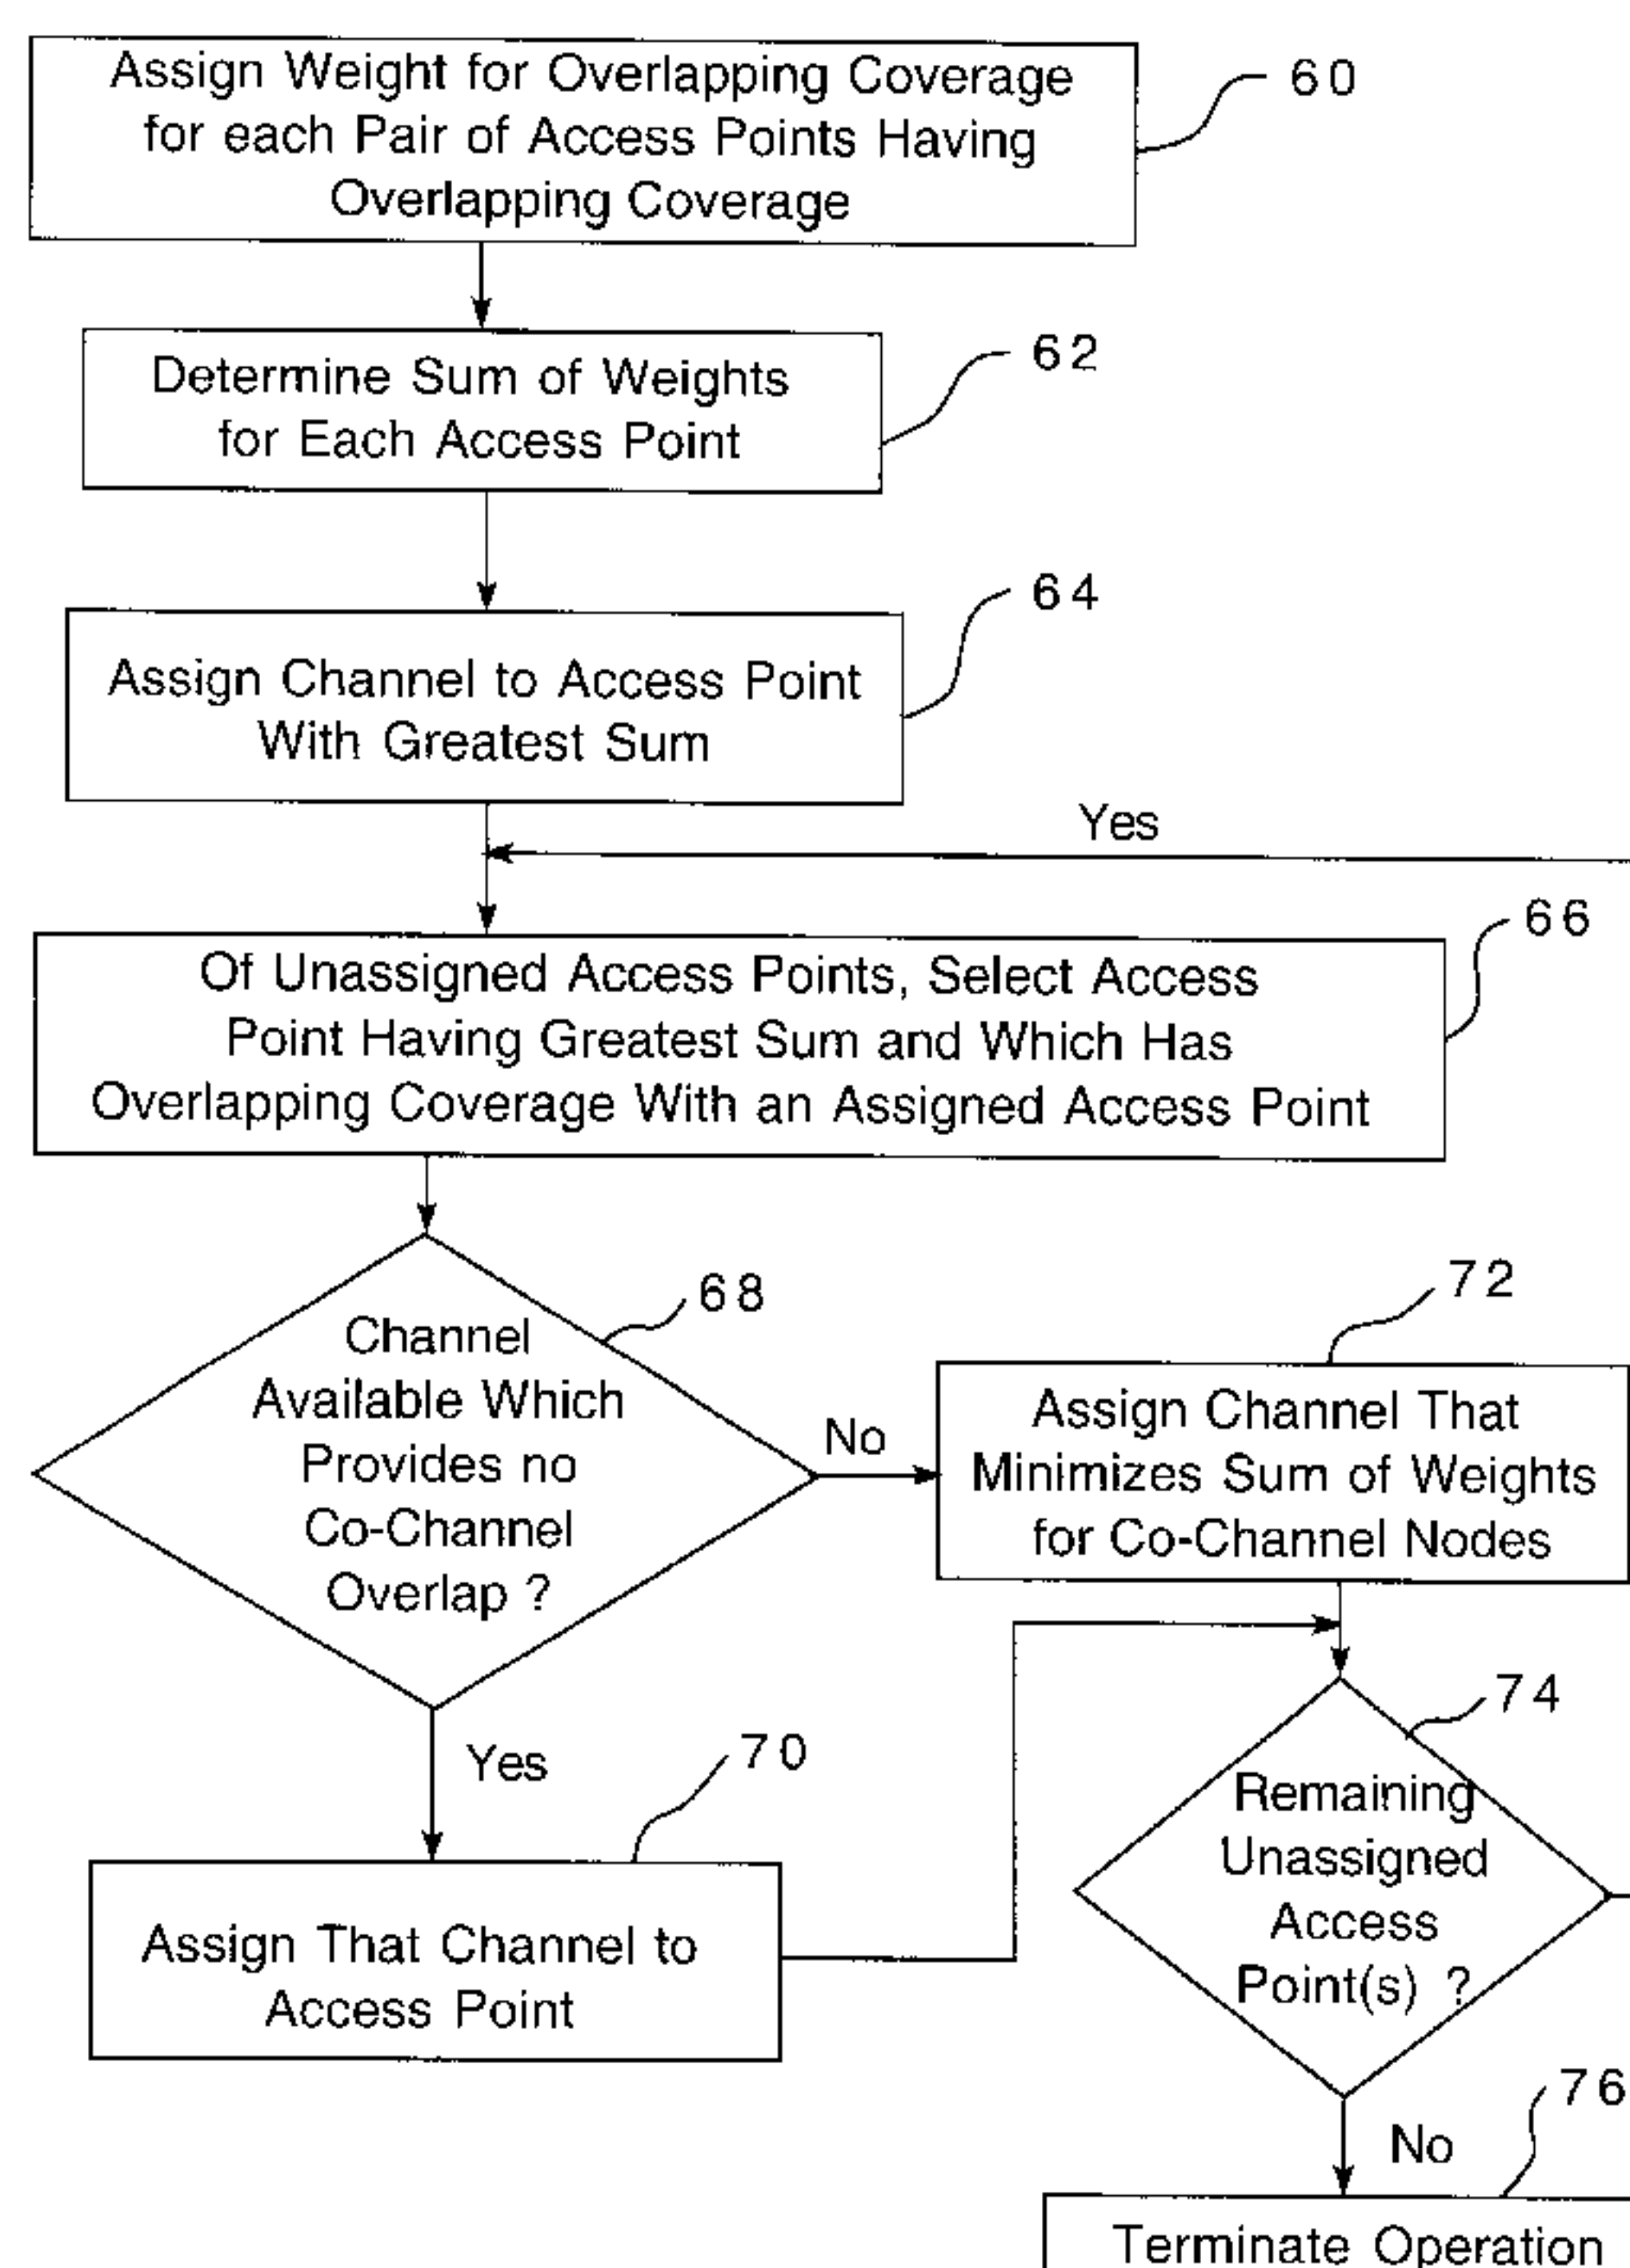 Assign Weight for Overlapping Coverage
for each Pair of Access Points Having
Overlapping Coverage
60
Determine Sum of Weights
for Each Access Point
62
Assign Channel to Access Point
With Greatest Sum
64
Yes
Of Unassigned Access Points, Select Access
Point Having Greatest Sum and Which Has
Overlapping Coverage With an Assigned Access Point
66
Channel
Available Which
Provides no
Co-Channel
Overlap ?
68
No
Assign Channel That
Minimizes Sum of Weights
for Co-Channel Nodes
72
Yes
Assign That Channel to
Access Point
70
Remaining
Unassigned
Access
Point(s) ?
74
No
Terminate Operation
76